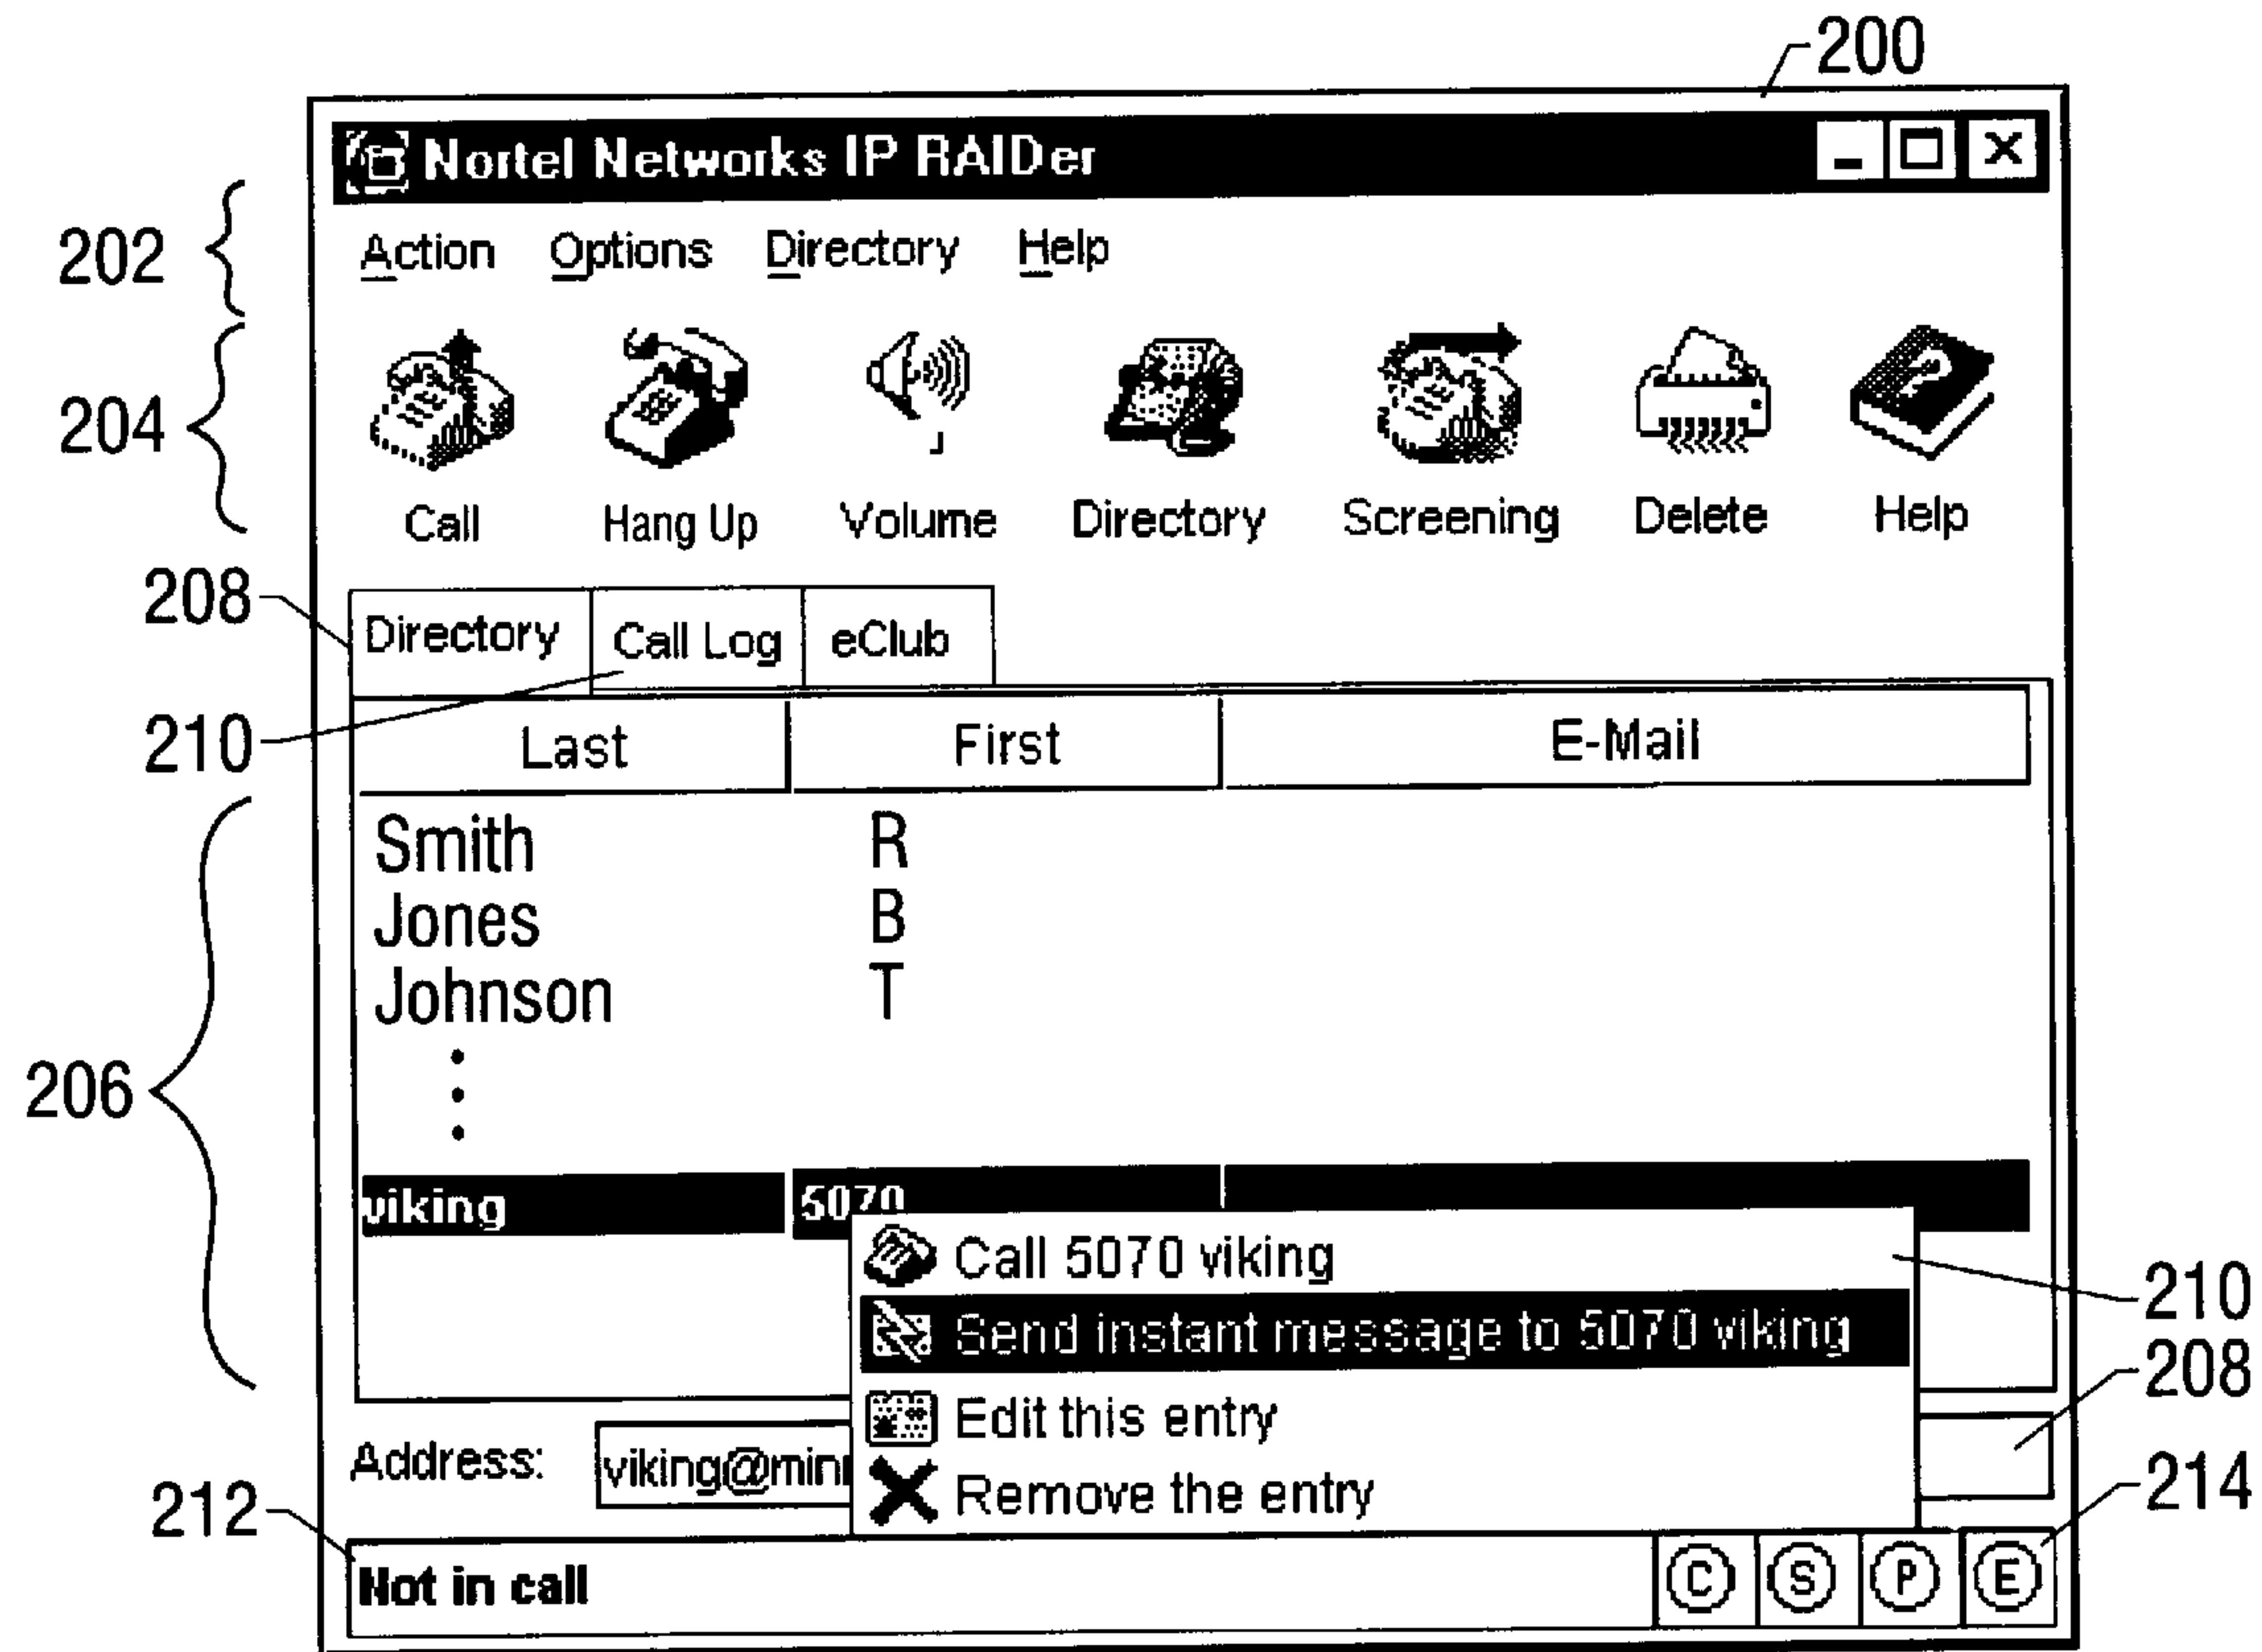 200
Nortel Networks IP RAIDer
202
Action Options Directory Help
204
Call Hang Up Volume Directory Screening Delete Help
208
Directory Call Log eClub
210
Last First E-Mail
Smith R
Jones B
Johnson T
206
viking 5070
Call 5070 viking
210
Send instant message to 5070 viking
208
Edit this entry
Address:
214
Remove the entry
212
Not in call C S P E